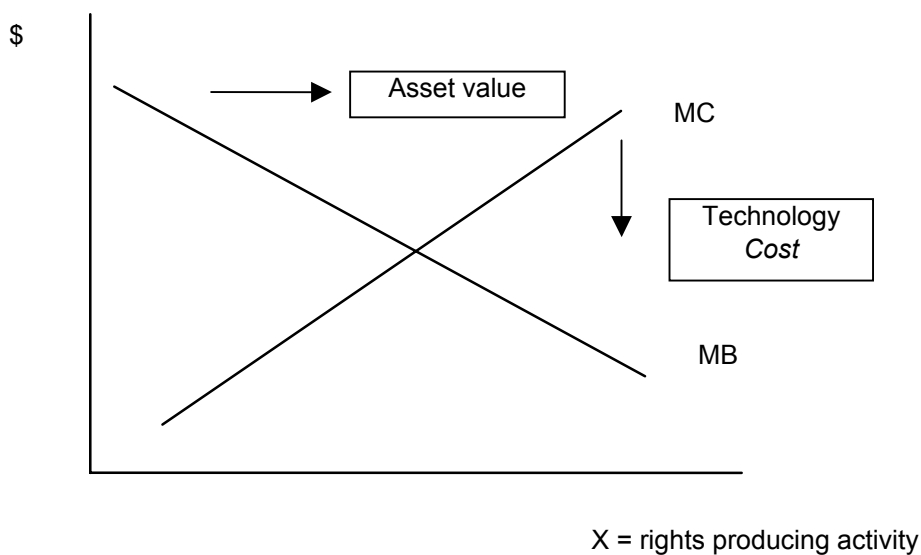 $
Asset value
MC
Technology
Cost
MB
X = rights producing activity